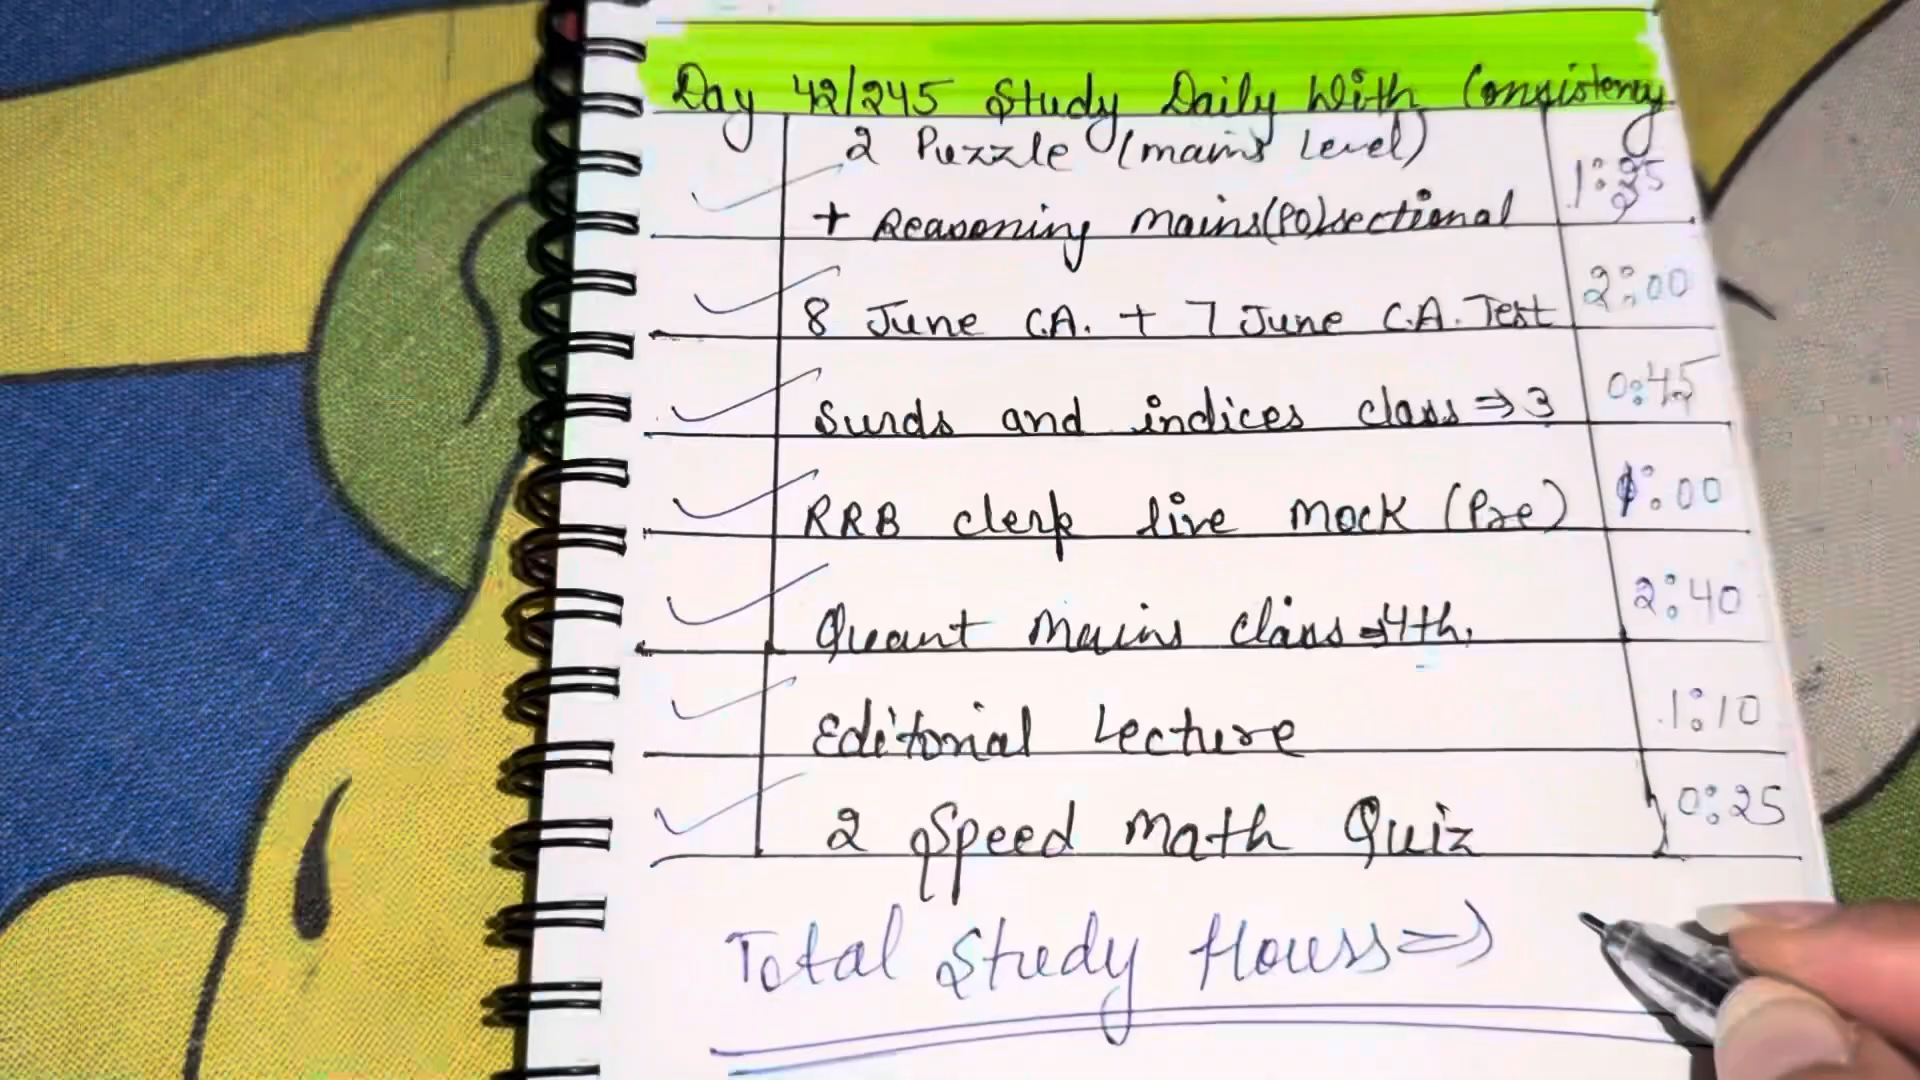 Day 42/245 Study Daily With Consistency
2 Puzzle (mains Level)
+ Reasoning mains(PO)sectional
8 June C.A. + 7 June C.A. Test 2:00
Surds and indices class ⇒ 3 0:45
RRB clerk live Mock (Pre) 1:00
Quant Mains class ⇒ 4th. 2:40
Editorial Lecture 1:10
2 Speed Math Quiz 0:25
Total Study Hours ⇒